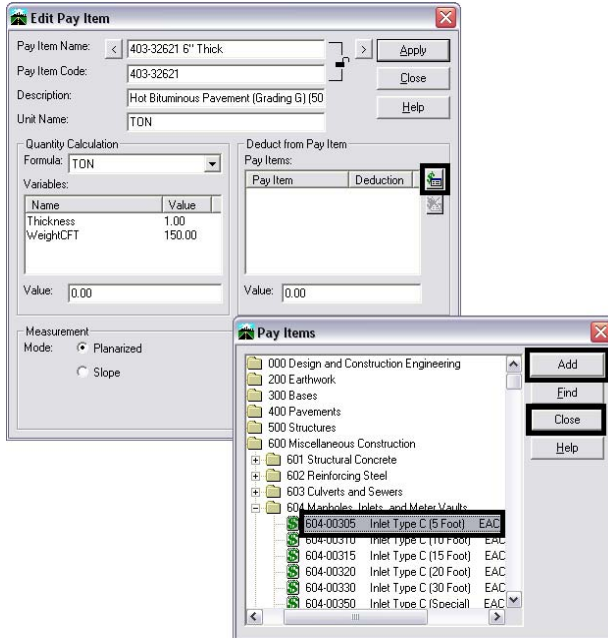 Edit Pay Item
Pay Item Name: < 403-32621 6" Thick > Apply
Pay Item Code: 403-32621 Close
Description: Hot Bituminous Pavement (Grading G) (50 Help
Unit Name: TON
Quantity Calculation
Formula: TON
Variables:
Name Value
Thickness 1.00
WeightCFT 150.00
Value: 0.00
Deduct from Pay Item
Pay Items:
Pay Item Deduction
Value: 0.00
Measurement
Mode: Planarized
Slope
Pay Items
000 Design and Construction Engineering
200 Earthwork
300 Bases
400 Pavements
500 Structures
600 Miscellaneous Construction
601 Structural Concrete
602 Reinforcing Steel
603 Culverts and Sewers
604 Manholes, Inlets, and Meter Vaults
604-00305 Inlet Type C (5 Foot) EAC
604-00310 Inlet Type C (10 Foot) EAC
604-00315 Inlet Type C (15 Foot) EAC
604-00320 Inlet Type C (20 Foot) EAC
604-00330 Inlet Type C (30 Foot) EAC
604-00350 Inlet Type C (Special) EAC
Add
Find
Close
Help